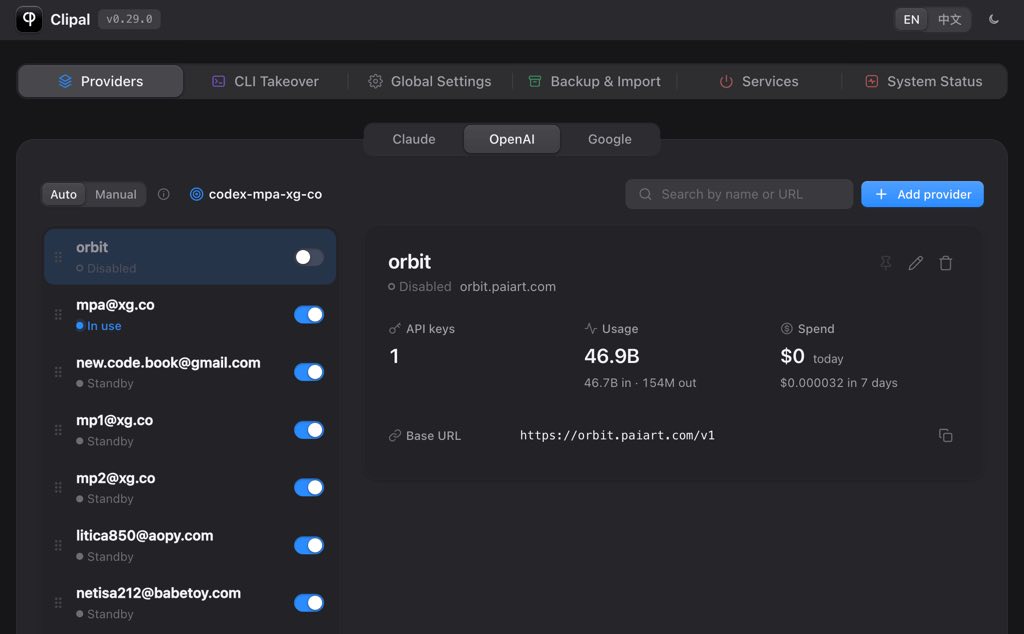 Clipal v0.29.0 EN 中文
Providers CLI Takeover Global Settings Backup & Import Services System Status
Claude OpenAI Google
Auto Manual codex-mpa-xg-co Search by name or URL + Add provider
orbit
Disabled
mpa@xg.co
In use
new.code.book@gmail.com
Standby
mp1@xg.co
Standby
mp2@xg.co
Standby
litica850@aopy.com
Standby
netisa212@babetoy.com
Standby
orbit
Disabled orbit.paiart.com
API keys Usage Spend
1 46.9B $0 today
46.7B in · 154M out $0.000032 in 7 days
Base URL https://orbit.paiart.com/v1